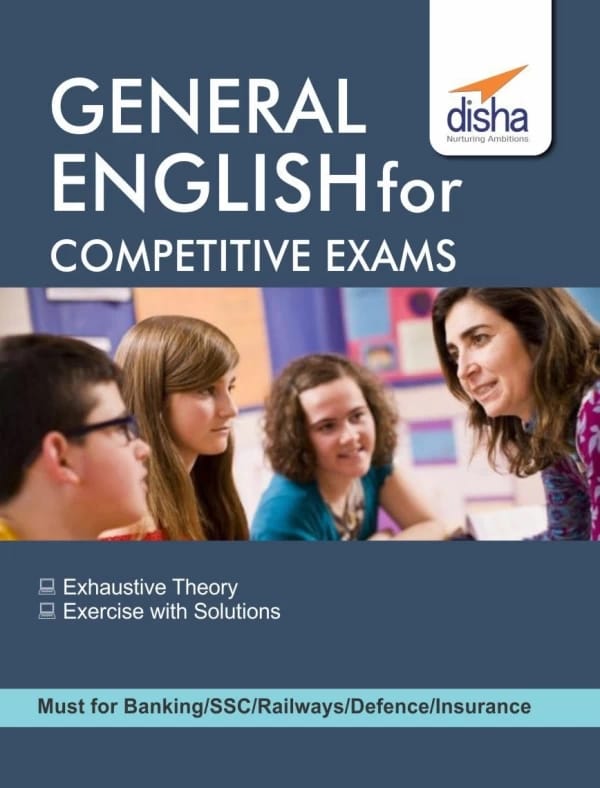 disha
Nurturing Ambitions
GENERAL
ENGLISH for
COMPETITIVE EXAMS
Exhaustive Theory
Exercise with Solutions
Must for Banking/SSC/Railways/Defence/Insurance